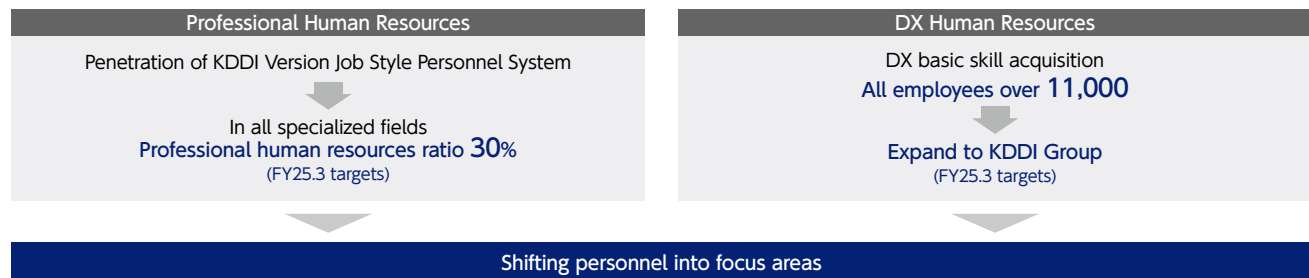 Professional Human Resources
Penetration of KDDI Version Job Style Personnel System
In all specialized fields
Professional human resources ratio 30%
(FY25.3 targets)
DX Human Resources
DX basic skill acquisition
All employees over 11,000
Expand to KDDI Group
(FY25.3 targets)
Shifting personnel into focus areas